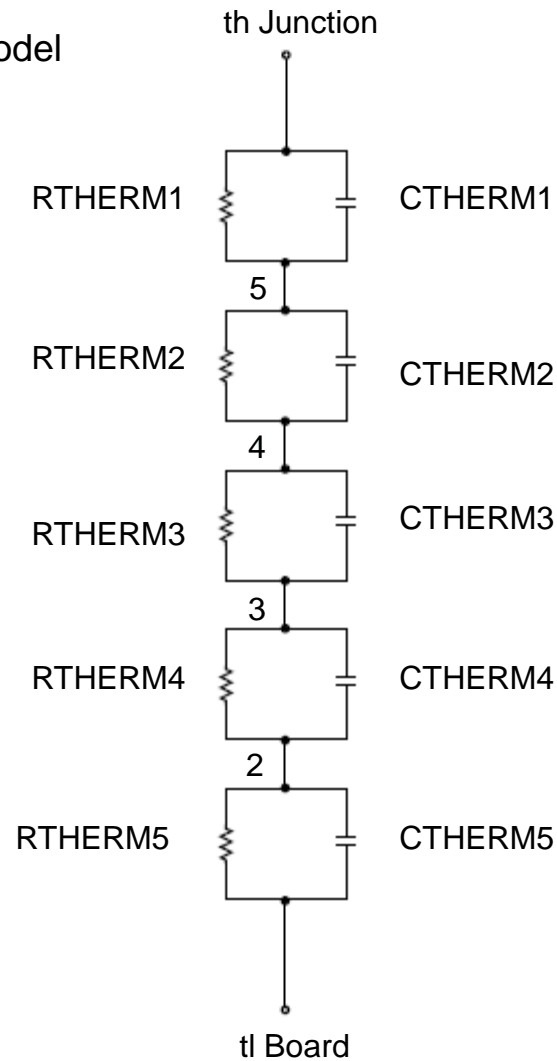 th Junction
odel
RTHERM1 CTHERM1
5
RTHERM2 CTHERM2
4
RTHERM3 CTHERM3
3
RTHERM4 CTHERM4
2
RTHERM5 CTHERM5
tl Board